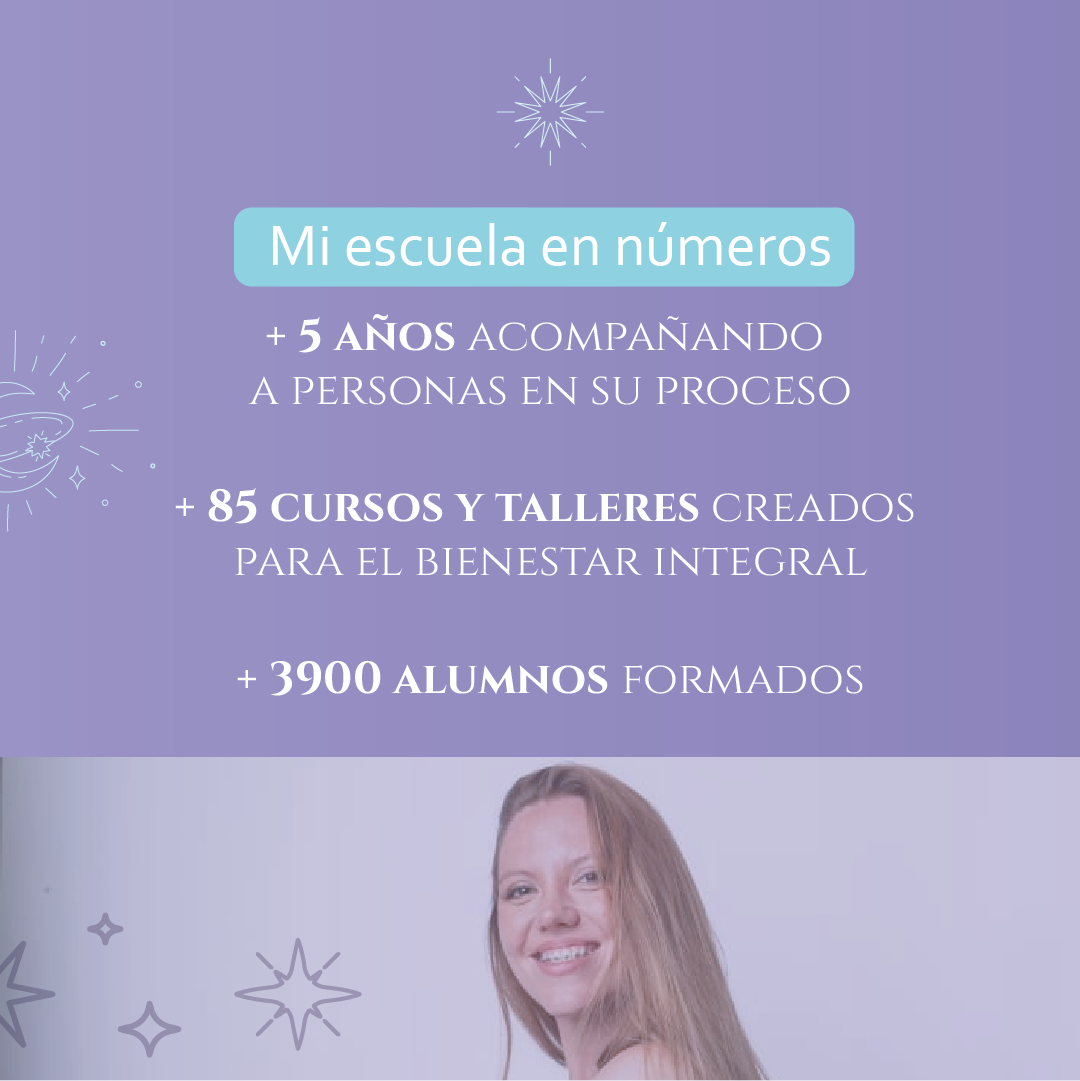 Mi escuela en números
+ 5 AÑOS ACOMPAÑANDO
A PERSONAS EN SU PROCESO
+ 85 CURSOS Y TALLERES CREADOS
PARA EL BIENESTAR INTEGRAL
+ 3900 ALUMNOS FORMADOS